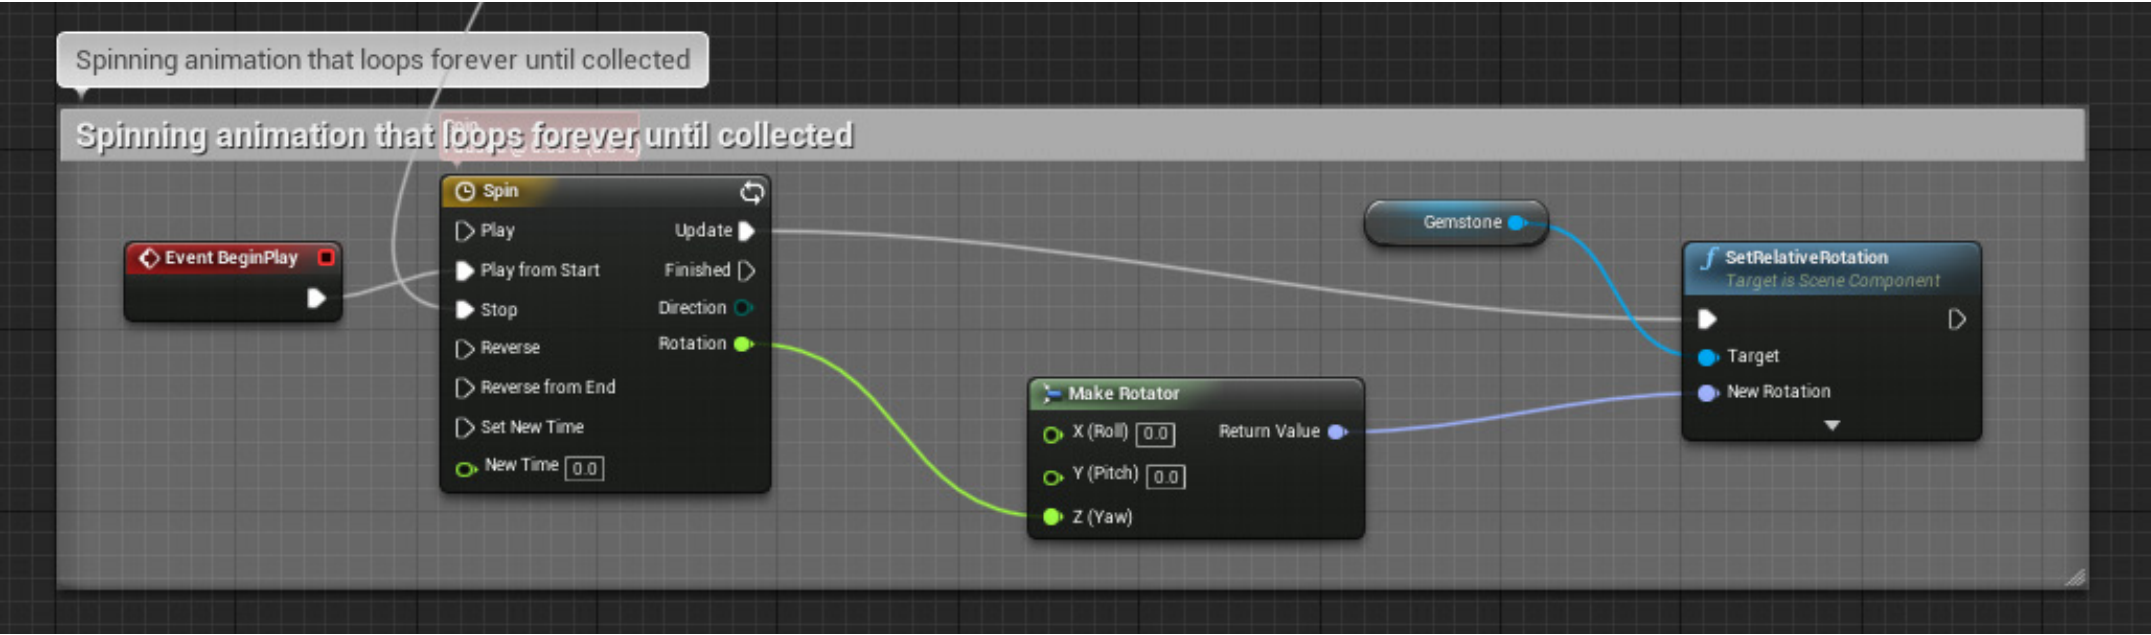 Spinning animation that loops forever until collected
Spinning animation that loops forever until collected
Spin
Play
Update
Event BeginPlay
Play from Start
Finished
Stop
Direction
Reverse
Rotation
Reverse from End
Set New Time
New Time 0.0
Gemstone
SetRelativeRotation
Target is Scene Component
Target
New Rotation
Make Rotator
X (Roll) 0.0
Return Value
Y (Pitch) 0.0
Z (Yaw)